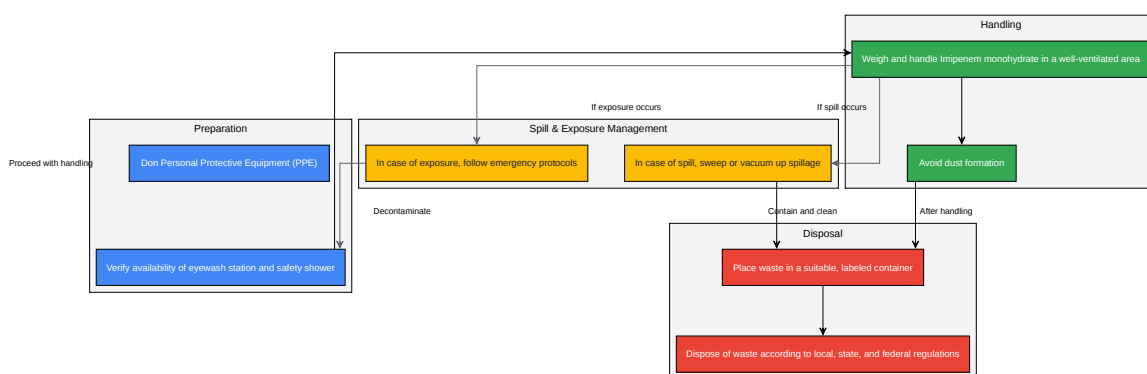 Handling
Weigh and handle Imipenem monohydrate in a well-ventilated area
If exposure occurs
If spill occurs
Preparation
Spill & Exposure Management
Proceed with handling
Don Personal Protective Equipment (PPE)
In case of exposure, follow emergency protocols
In case of spill, sweep or vacuum up spillage
Avoid dust formation
Decontaminate
Contain and clean
After handling
Disposal
Verify availability of eyewash station and safety shower
Place waste in a suitable, labeled container
Dispose of waste according to local, state, and federal regulations